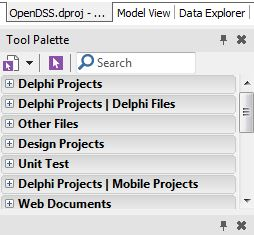 OpenDSS.dproj - ... Model View Data Explorer
Tool Palette
Search
Delphi Projects
Delphi Projects | Delphi Files
Other Files
Design Projects
Unit Test
Delphi Projects | Mobile Projects
Web Documents